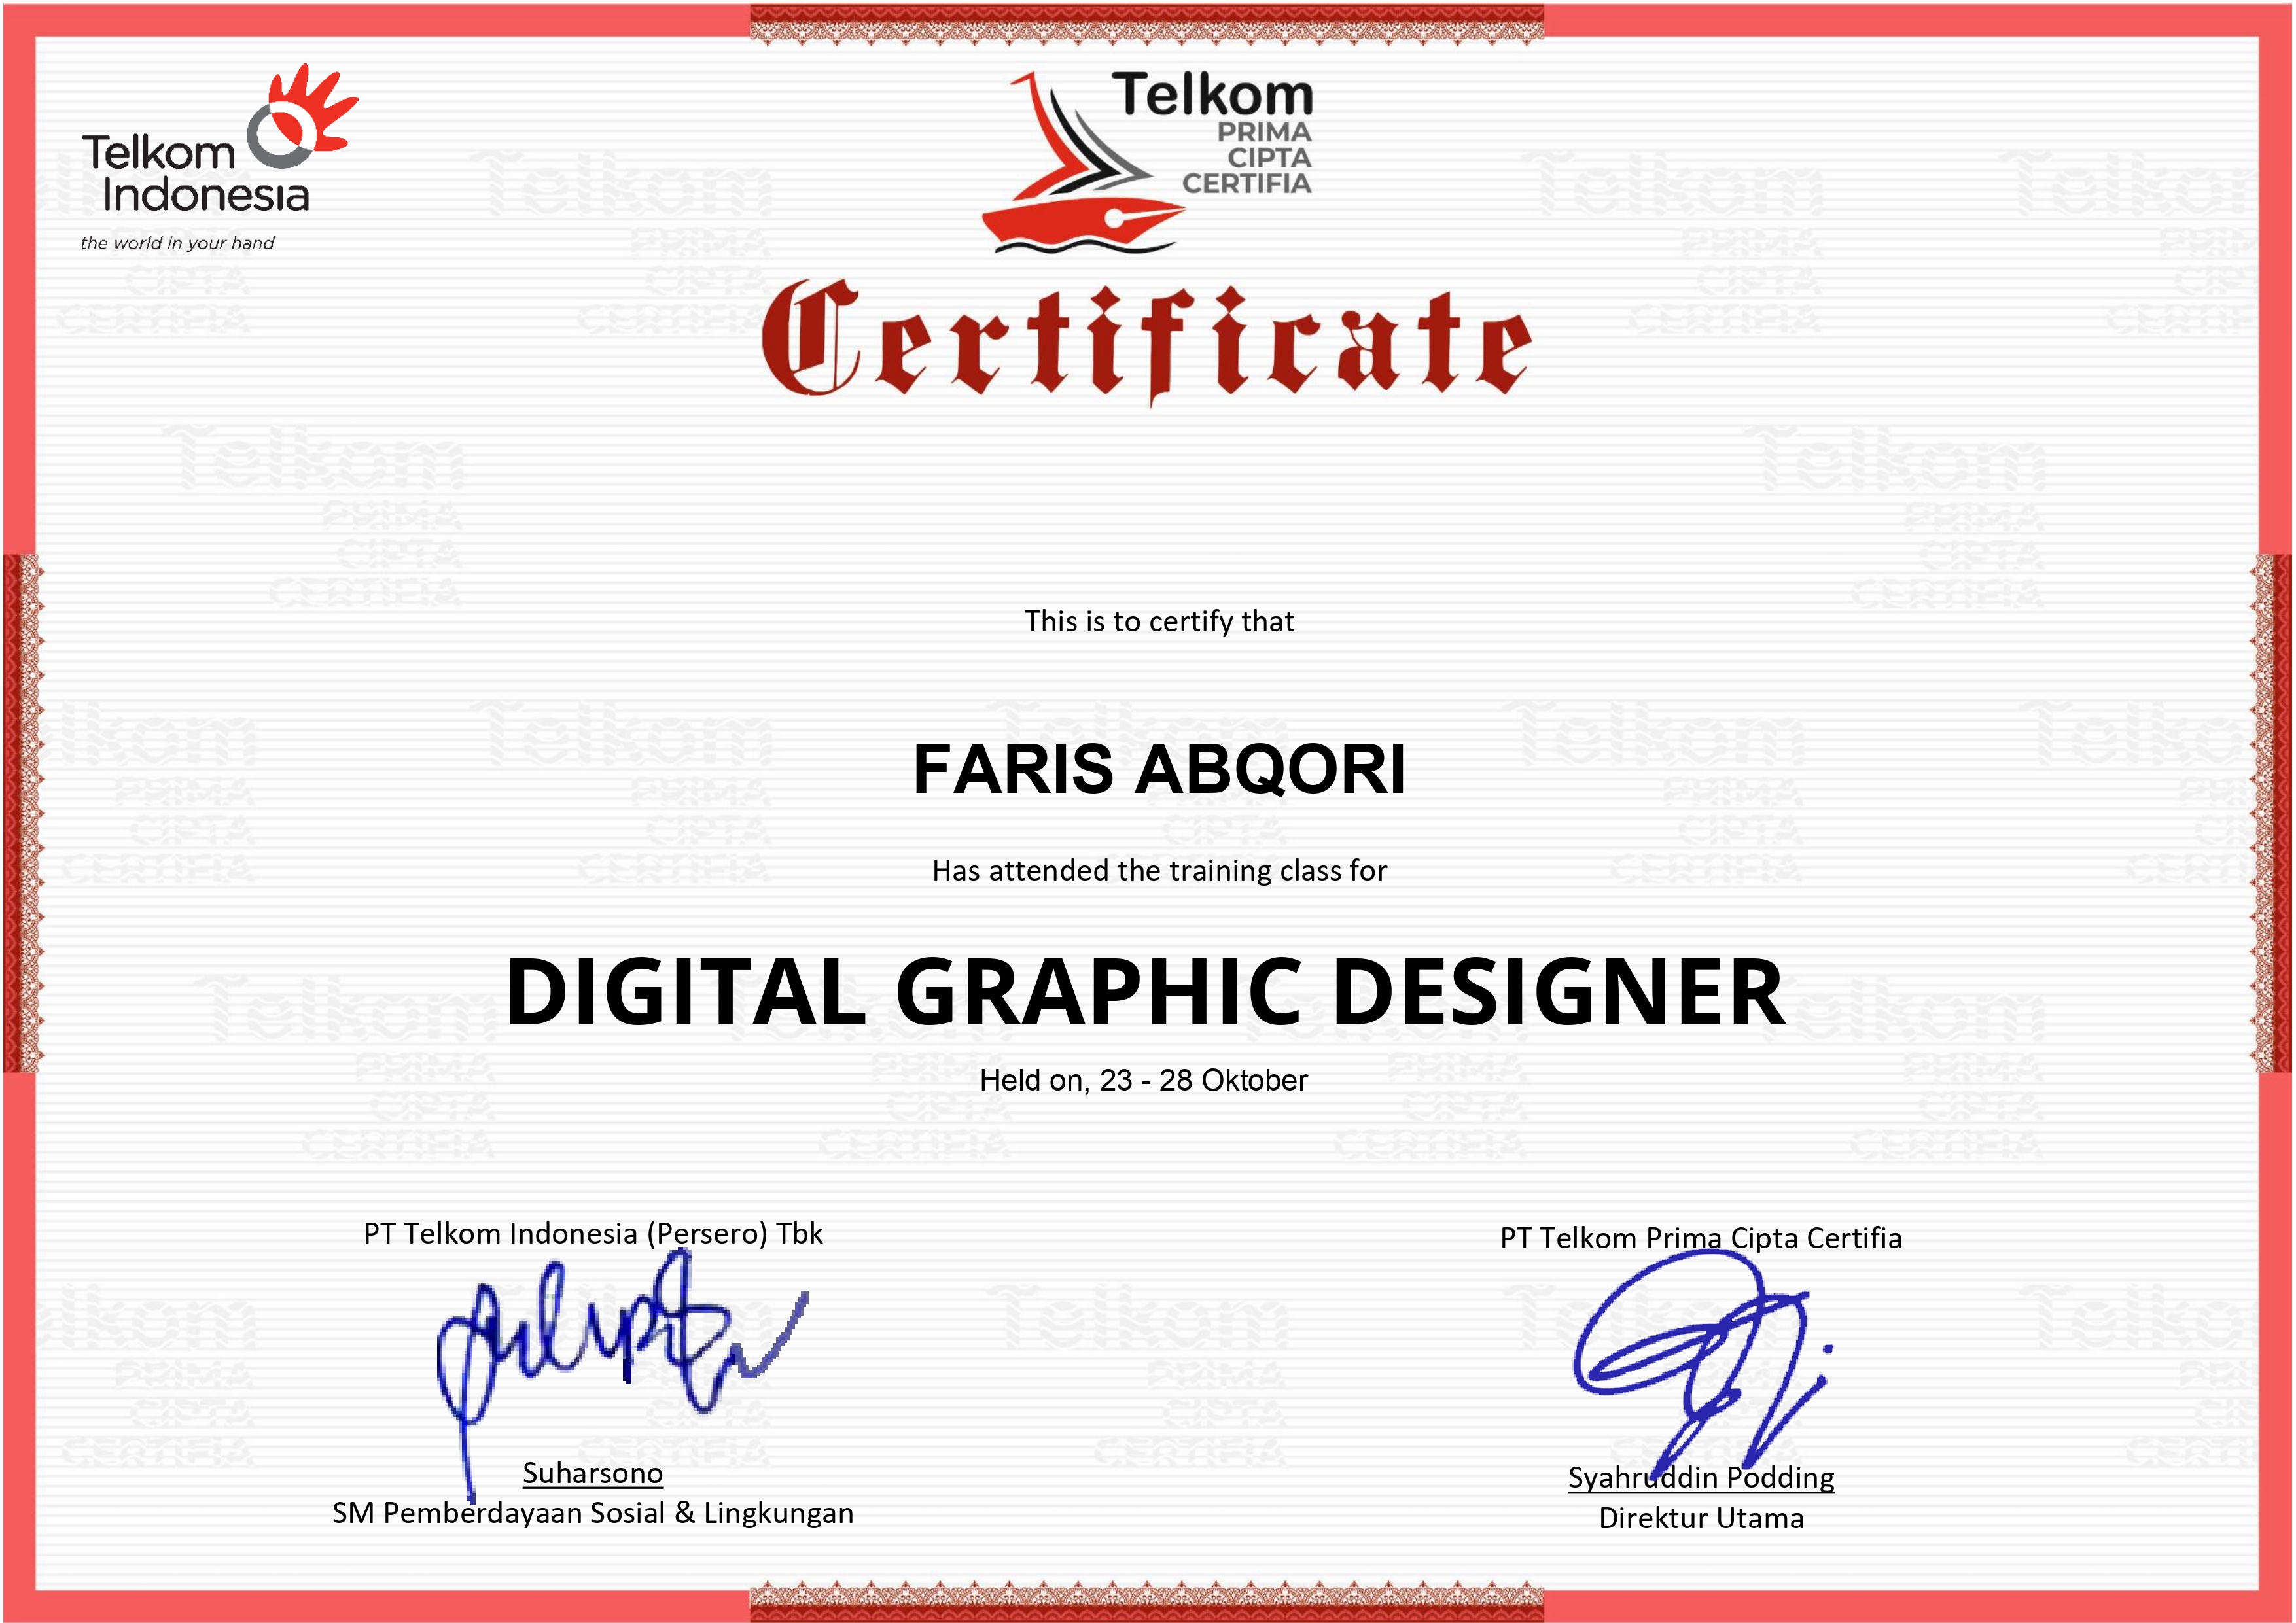 Telkom
Indonesia
the world in your hand
Telkom
PRIMA
CIPTA
CERTIFIA
Certificate
This is to certify that
FARIS ABQORI
Has attended the training class for
DIGITAL GRAPHIC DESIGNER
Held on, 23 - 28 Oktober
PT Telkom Indonesia (Persero) Tbk
Suharsono
SM Pemberdayaan Sosial & Lingkungan
PT Telkom Prima Cipta Certifia
Syahruddin Podding
Direktur Utama